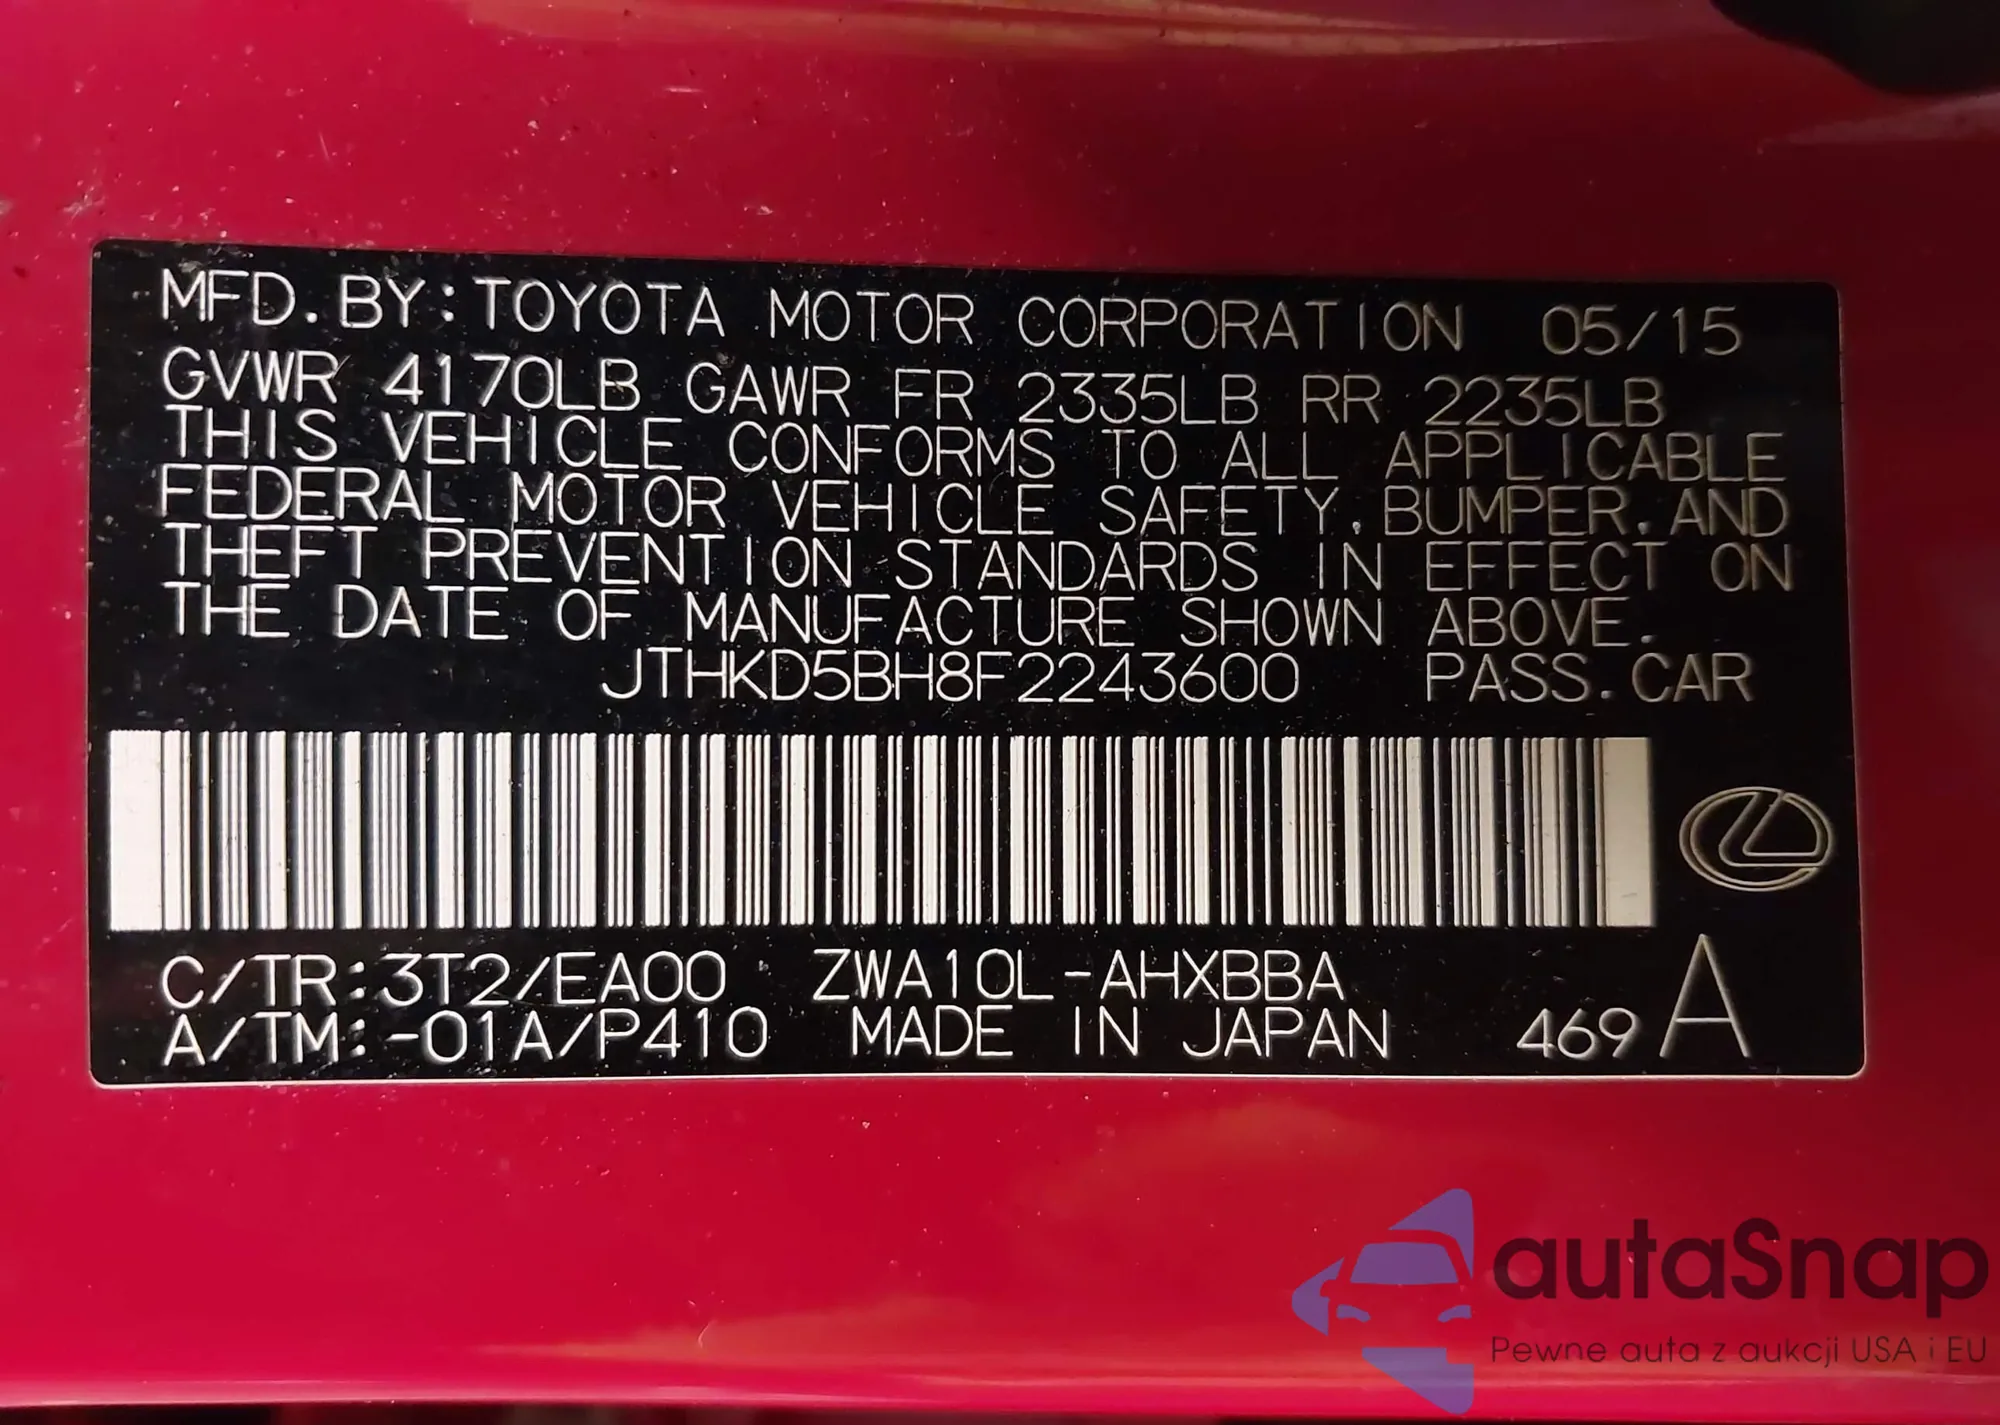 MFD.BY:TOYOTA MOTOR CORPORATION 05/15
GVWR 4170LB GAWR FR 2335LB RR 2235LB
THIS VEHICLE CONFORMS TO ALL APPLICABLE
FEDERAL MOTOR VEHICLE SAFETY,BUMPER,AND
THEFT PREVENTION STANDARDS IN EFFECT ON
THE DATE OF MANUFACTURE SHOWN ABOVE.
JTHKD5BH8F2243600 PASS.CAR
C/TR:3T2/EA00 ZWA10L-AHXBBA
A/TM:-01A/P410 MADE IN JAPAN 469 A
autaSnap
Pewne auta z aukcji USA i EU